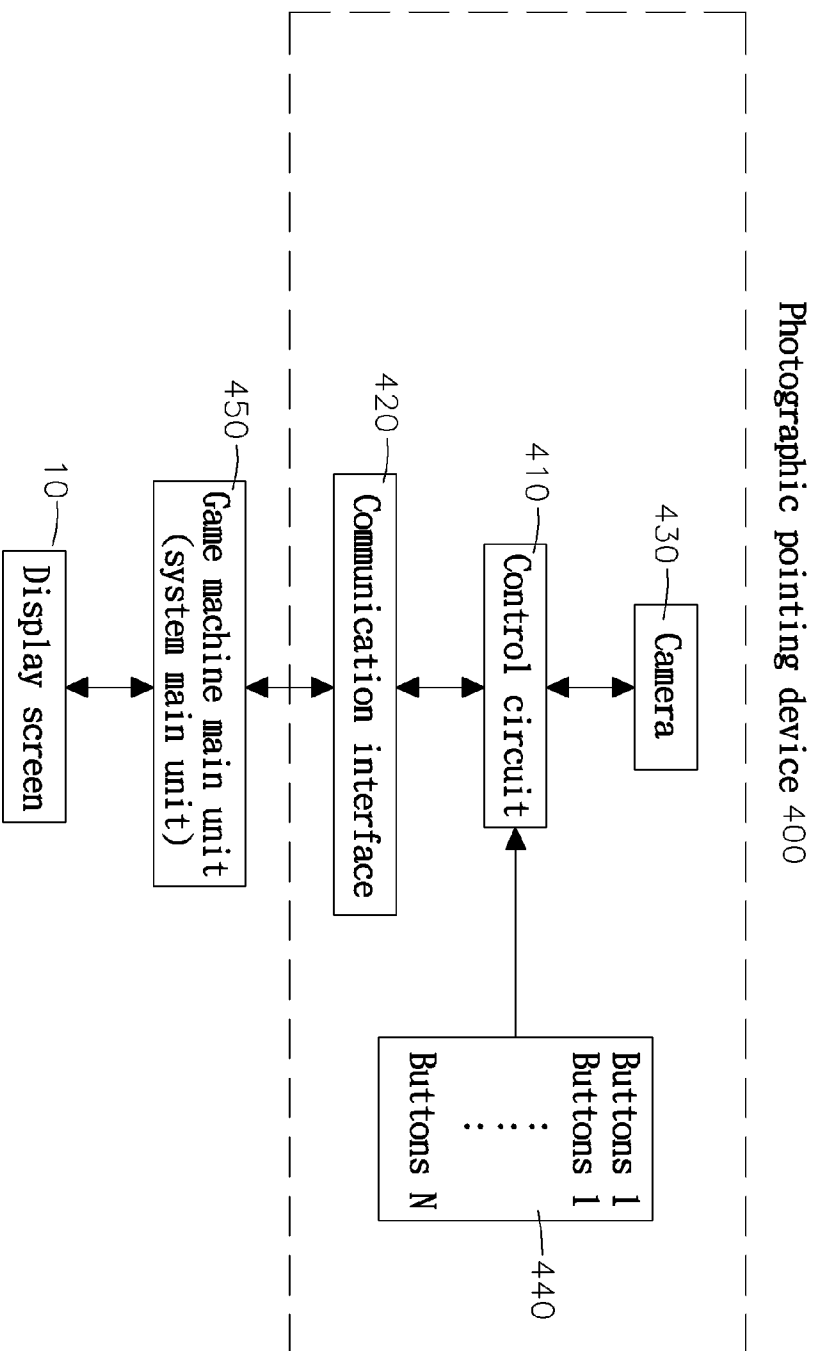 Photographic pointing device 400
430
Camera
410
Control circuit
Buttons 1
Buttons 1
⋯⋯
Buttons N
440
420
Communication interface
450
Game machine main unit
(system main unit)
10
Display screen